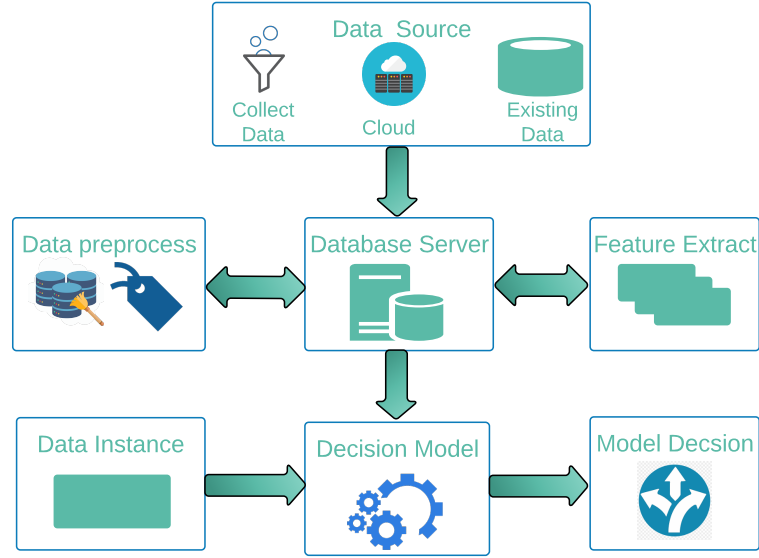 Data  Source
Collect
Data
Cloud
Existing
Data
Data preprocess
Database Server
Feature Extract
Data Instance
Decision Model
Model Decsion